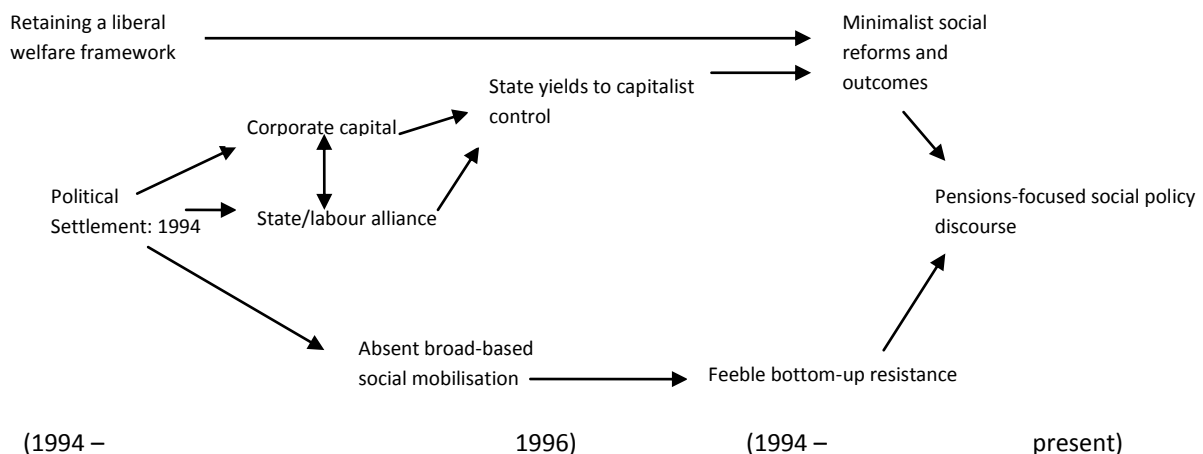 Retaining a liberal
welfare framework
Minimalist social
reforms and
outcomes
State yields to capitalist
control
Corporate capital
Political
Settlement: 1994
State/labour alliance
Pensions-focused social policy
discourse
Absent broad-based
social mobilisation
Feeble bottom-up resistance
(1994 – 1996) (1994 – present)